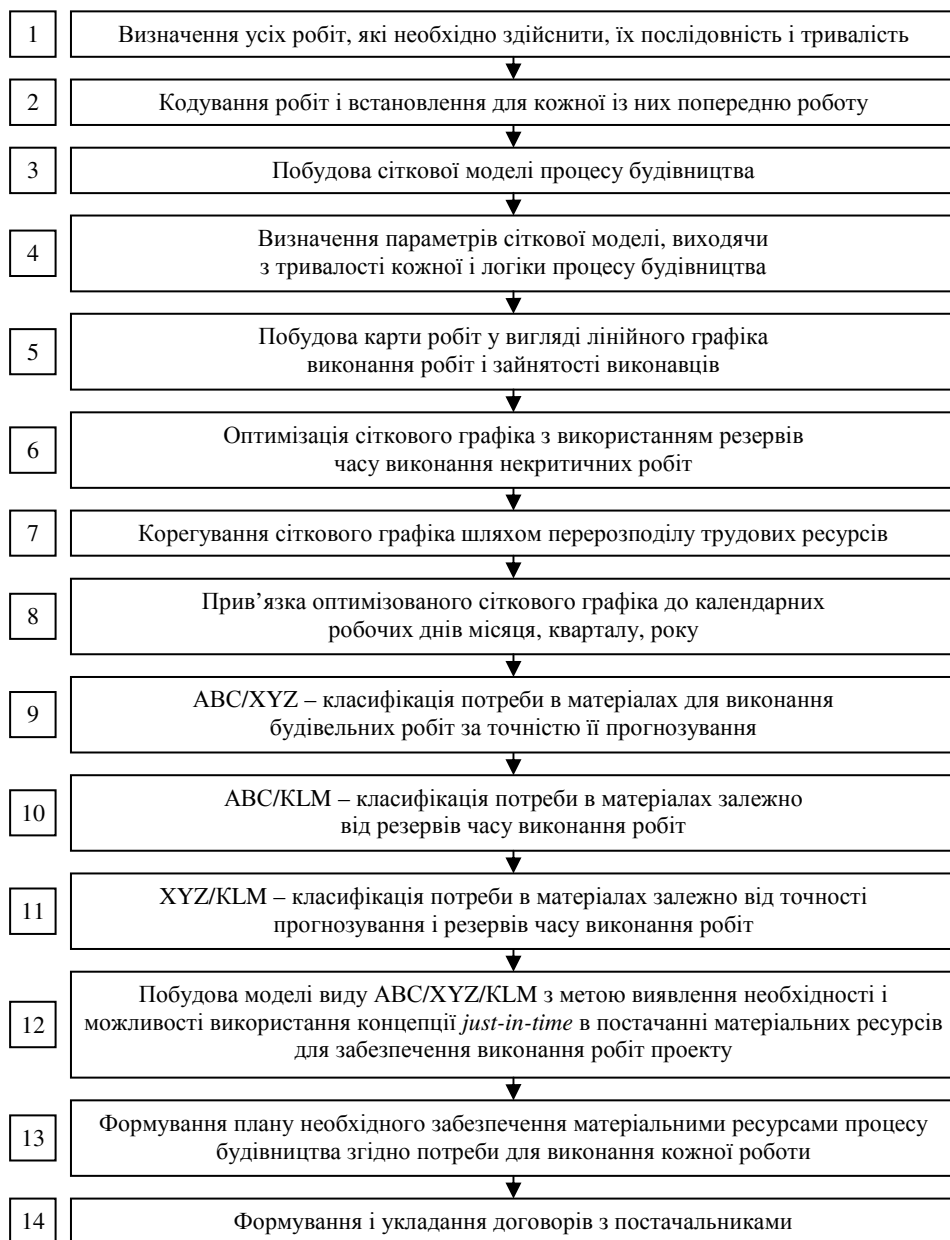 1
Визначення усіх робіт, які необхідно здійснити, їх послідовність і тривалість
2
Кодування робіт і встановлення для кожної із них попередню роботу
3
Побудова сіткової моделі процесу будівництва
4
Визначення параметрів сіткової моделі, виходячи
з тривалості кожної і логіки процесу будівництва
5
Побудова карти робіт у вигляді лінійного графіка
виконання робіт і зайнятості виконавців
6
Оптимізація сіткового графіка з використанням резервів
часу виконання некритичних робіт
7
Корегування сіткового графіка шляхом перерозподілу трудових ресурсів
8
Прив’язка оптимізованого сіткового графіка до календарних
робочих днів місяця, кварталу, року
9
ABC/XYZ – класифікація потреби в матеріалах для виконання
будівельних робіт за точністю її прогнозування
10
ABC/KLM – класифікація потреби в матеріалах залежно
від резервів часу виконання робіт
11
XYZ/KLM – класифікація потреби в матеріалах залежно від точності
прогнозування і резервів часу виконання робіт
12
Побудова моделі виду ABC/XYZ/KLM з метою виявлення необхідності і
можливості використання концепції just-in-time в постачанні матеріальних ресурсів
для забезпечення виконання робіт проекту
13
Формування плану необхідного забезпечення матеріальними ресурсами процесу
будівництва згідно потреби для виконання кожної роботи
14
Формування і укладання договорів з постачальниками